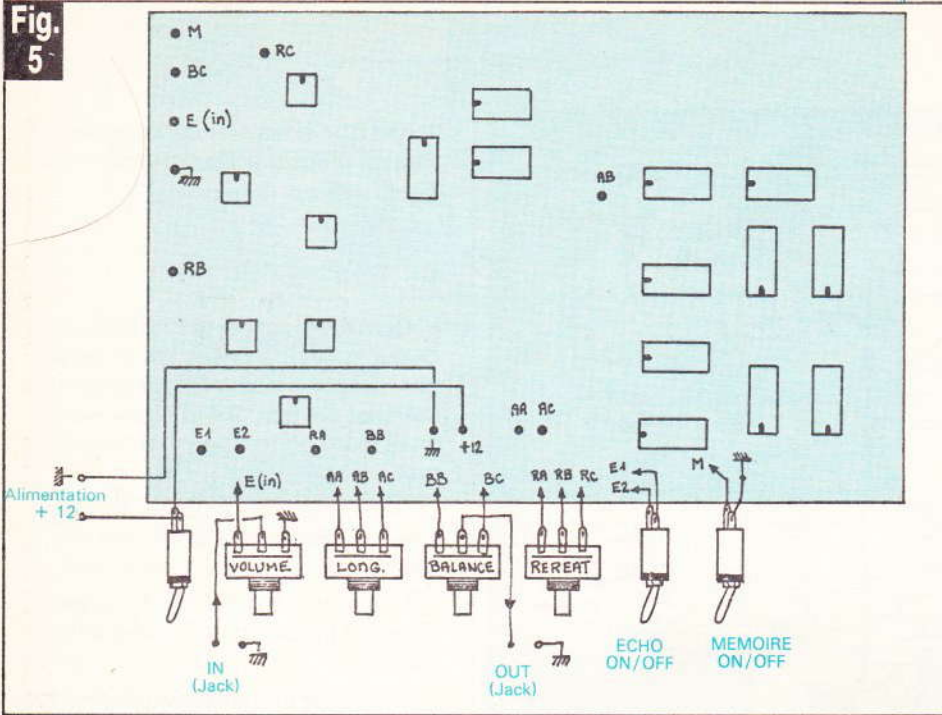 Fig.
5
M
RC
BC
E (in)
AB
RB
AA AC
E1 E2 RA BB +12
E1
M
E2
E(in) AA AB AC BB BC RA RB RC
Alimentation
+ 12
VOLUME LONG. BALANCE REREAT
IN
(Jack)
OUT
(Jack)
ECHO
ON/OFF
MEMOIRE
ON/OFF